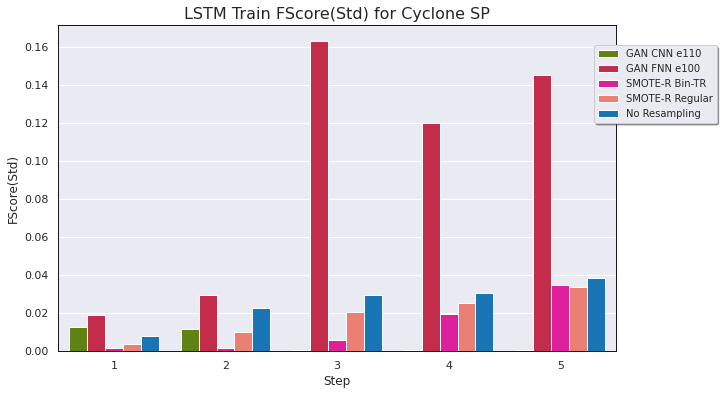 LSTM Train FScore(Std) for Cyclone SP
GAN CNN e110
GAN FNN e100
SMOTE-R Bin-TR
SMOTE-R Regular
No Resampling
FScore(Std)
0.16
0.14
0.12
0.10
0.08
0.06
0.04
0.02
0.00
1 2 3 4 5
Step